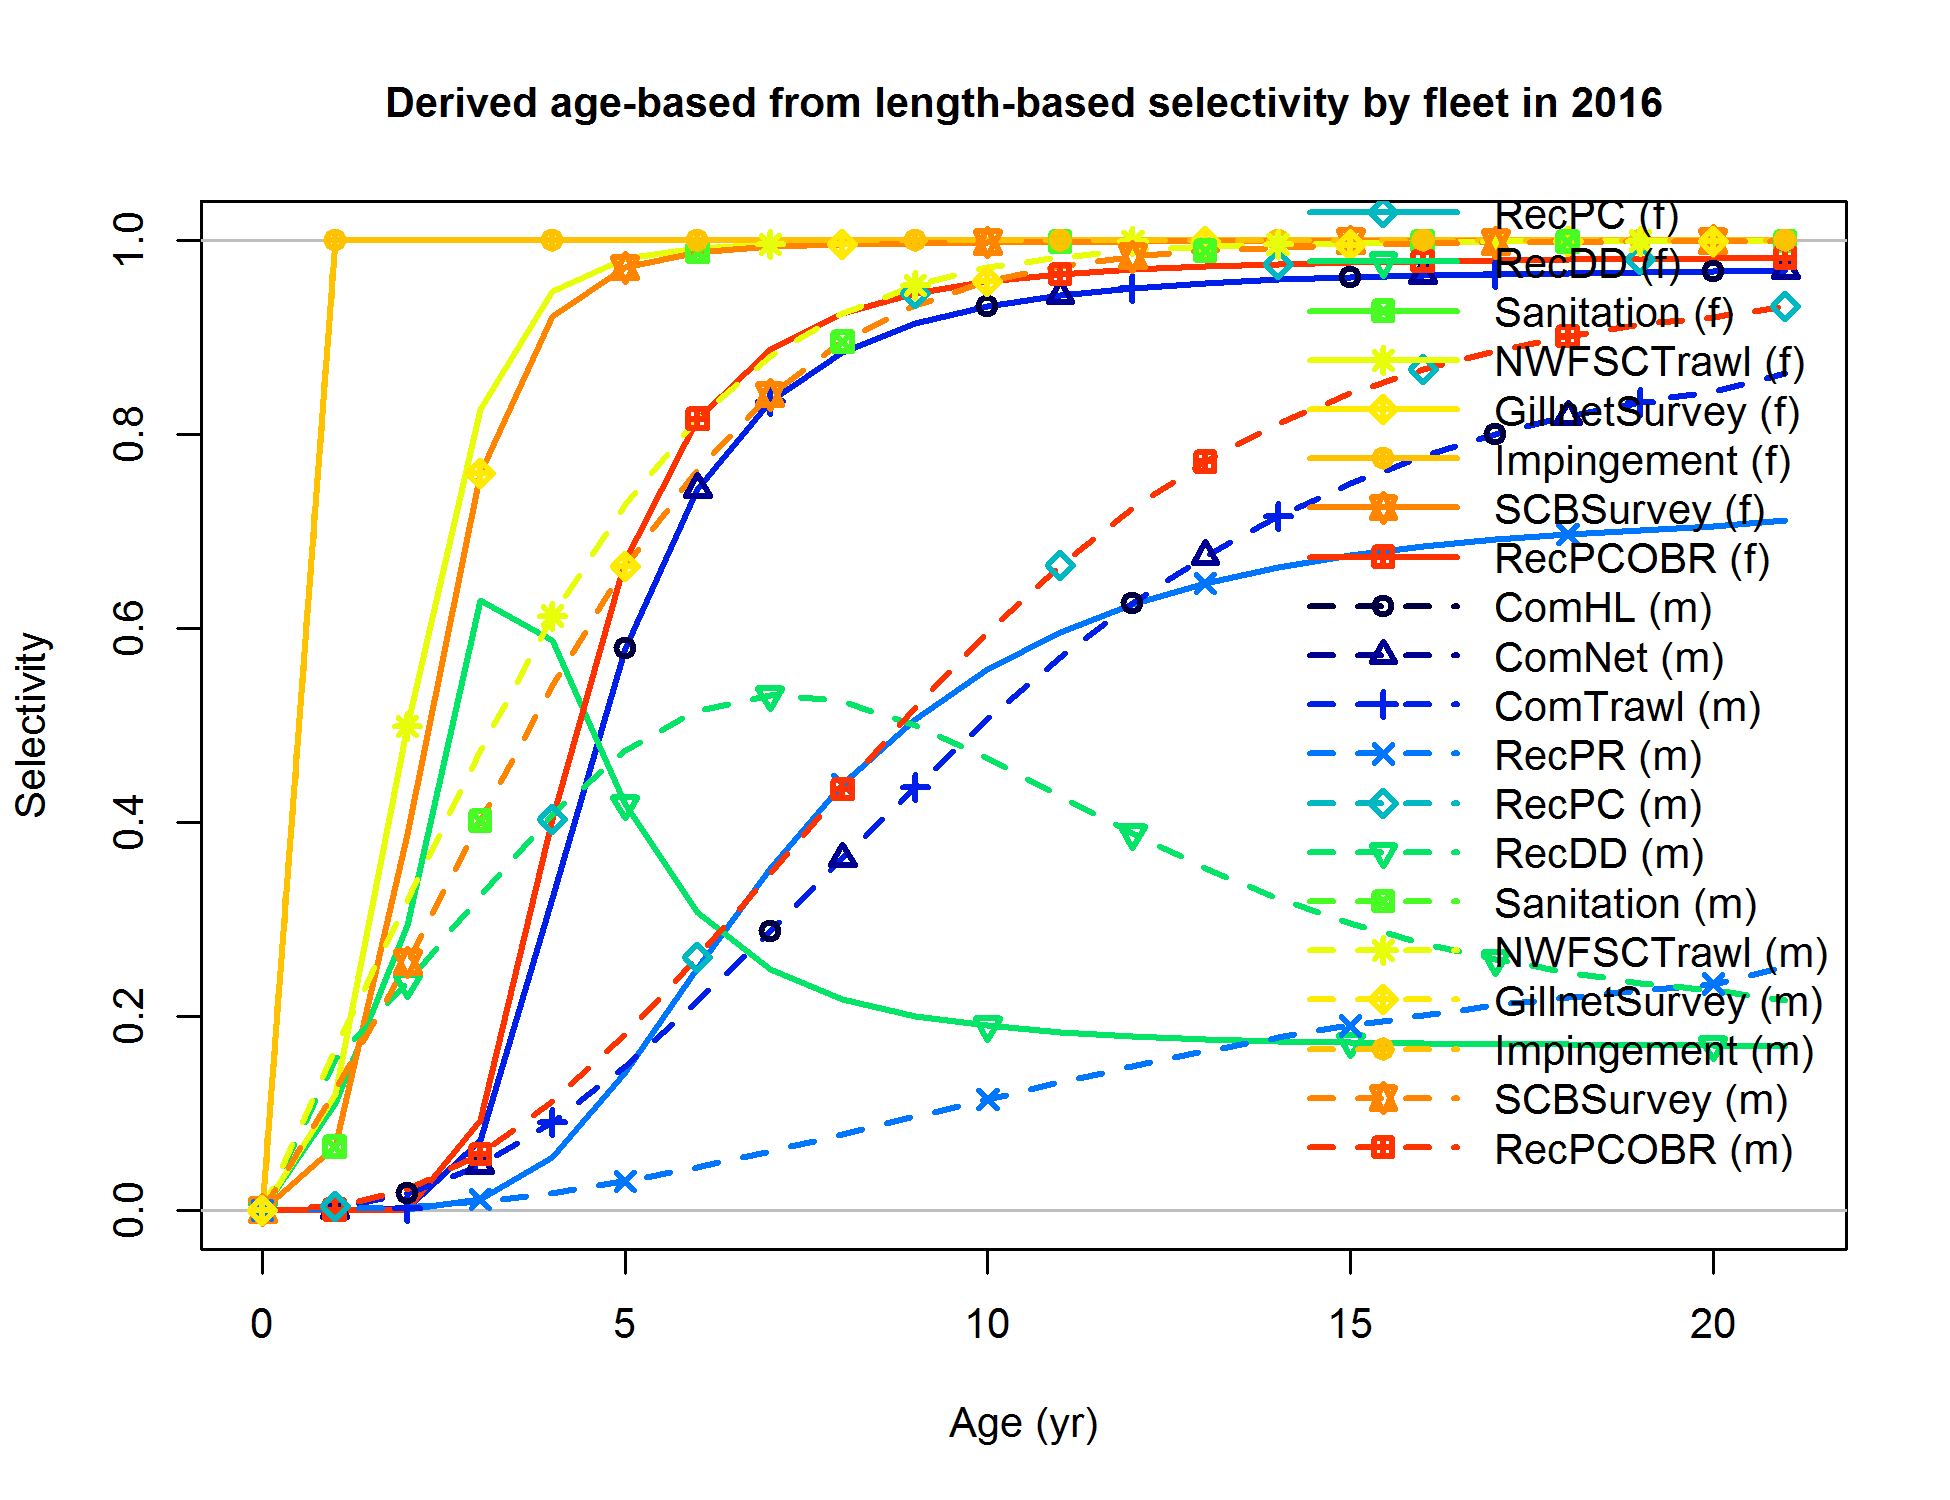 Derived age-based from length-based selectivity by fleet in 2016
Selectivity
1.0
0.8
0.6
0.4
0.2
0.0
RecPC (f)
RecDD (f)
Sanitation (f)
NWFSCTrawl (f)
GillnetSurvey (f)
Impingement (f)
SCBSurvey (f)
RecPCOBR (f)
ComHL (m)
ComNet (m)
ComTrawl (m)
RecPR (m)
RecPC (m)
RecDD (m)
Sanitation (m)
NWFSCTrawl (m)
GillnetSurvey (m)
Impingement (m)
SCBSurvey (m)
RecPCOBR (m)
0 5 10 15 20
Age (yr)